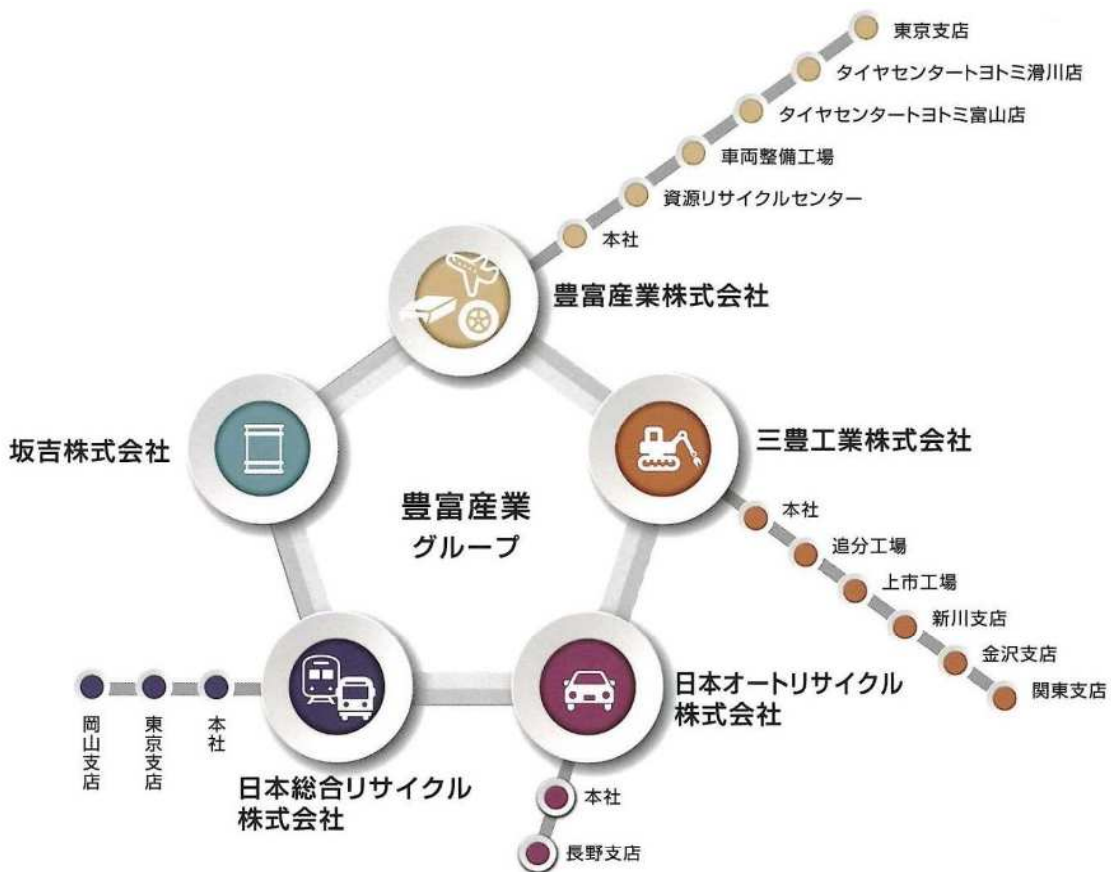 東京支店
タイヤセンタートヨトミ滑川店
タイヤセンタートヨトミ富山店
車両整備工場
資源リサイクルセンター
本社
豊富産業株式会社
坂吉株式会社
三豊工業株式会社
豊富産業
グループ
本社
追分工場
上市工場
新川支店
金沢支店
関東支店
日本オートリサイクル
株式会社
本社
長野支店
日本総合リサイクル
株式会社
本社
東京支店
岡山支店